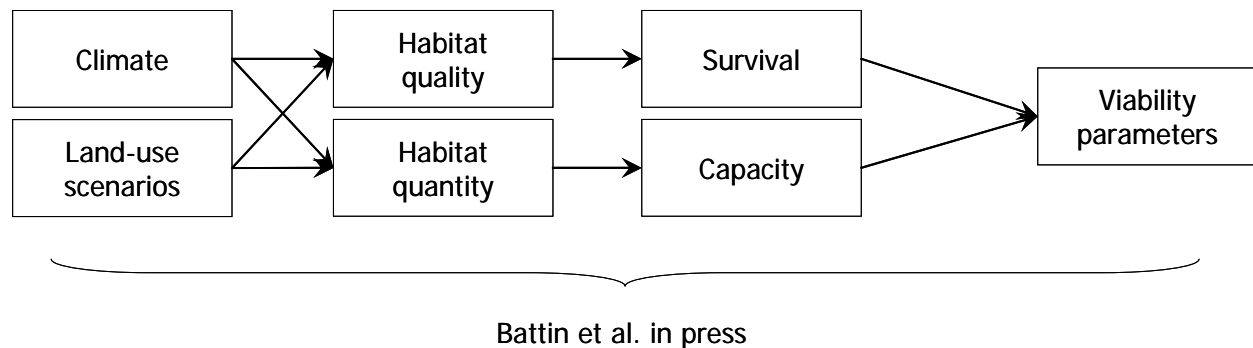 Climate
Habitat
quality
Survival
Viability
parameters
Land-use
scenarios
Habitat
quantity
Capacity
Battin et al. in press